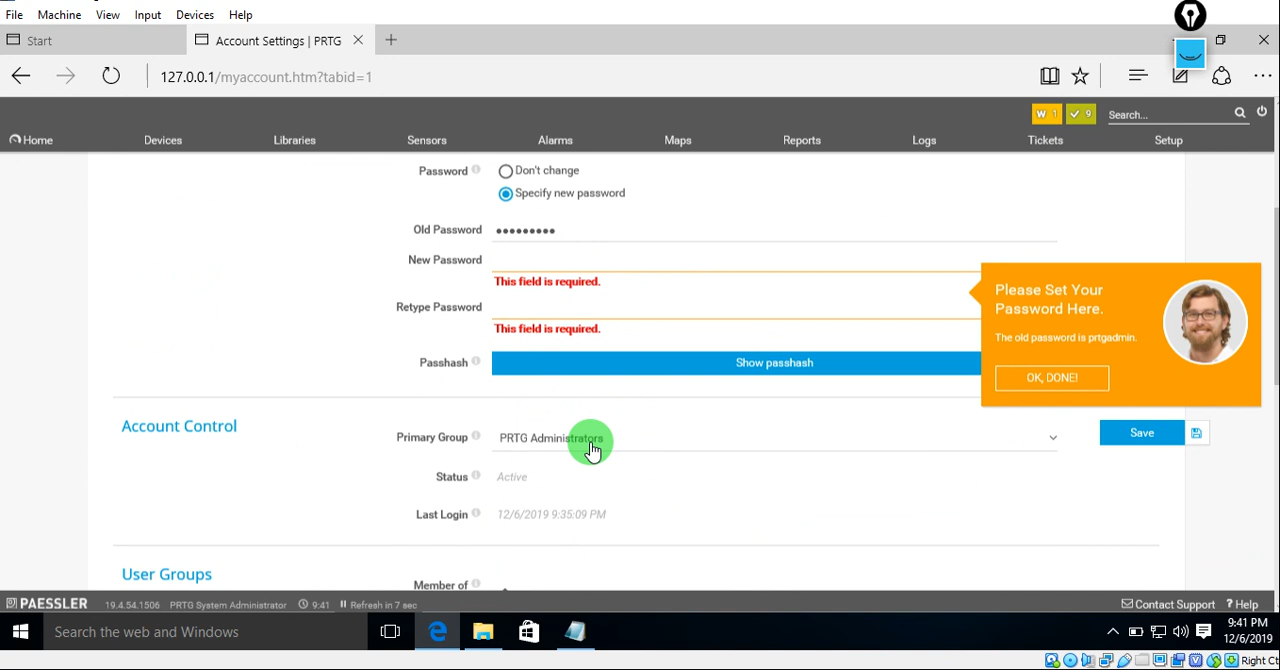 File Machine View Input Devices Help
Start
Account Settings | PRTG
127.0.0.1/myaccount.htm?tabid=1
W 1
9
Search...
Home Devices Libraries Sensors Alarms Maps Reports Logs Tickets Setup
Password
Don't change
Specify new password
Old Password
•••••••••
New Password
This field is required.
Retype Password
This field is required.
Passhash
Show passhash
Please Set Your
Password Here.
The old password is prtgadmin.
OK, DONE!
Account Control
Primary Group
PRTG Administrators
Save
Status
Active
Last Login
12/6/2019 9:35:09 PM
User Groups
Member of
PAESSLER 19.4.54.1506 PRTG System Administrator 9:41 Refresh in 7 sec
Contact Support ? Help
Search the web and Windows
9:41 PM
12/6/2019
Right Ct